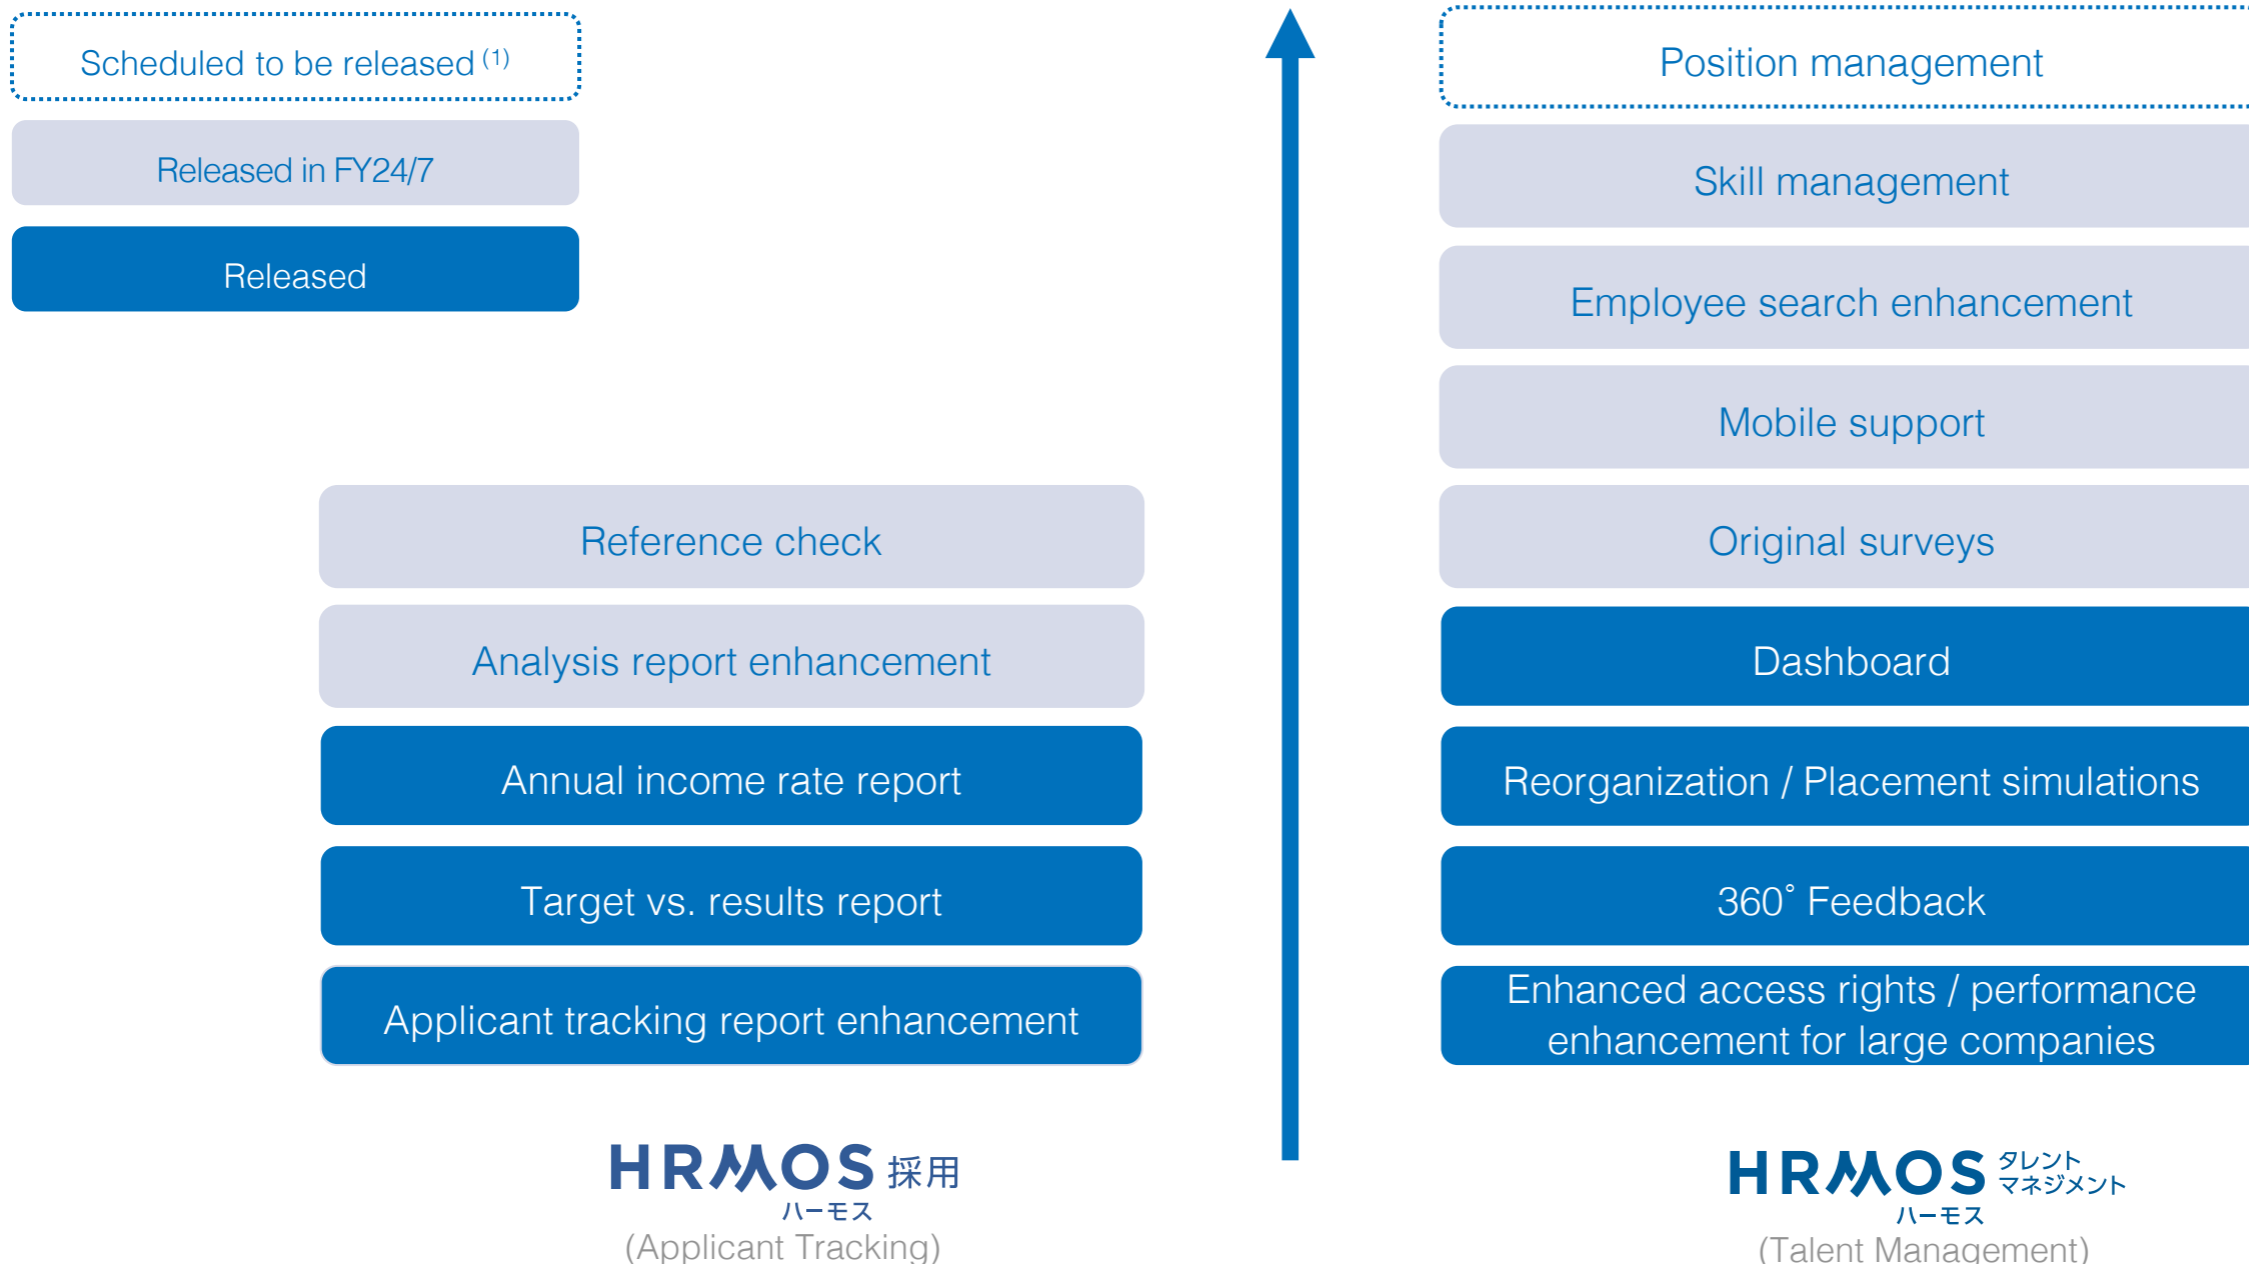 Scheduled to be released (1)
Released in FY24/7
Released
Reference check
Analysis report enhancement
Annual income rate report
Target vs. results report
Applicant tracking report enhancement
HRMOS 採用
ハーモス
(Applicant Tracking)
Position management
Skill management
Employee search enhancement
Mobile support
Original surveys
Dashboard
Reorganization / Placement simulations
360° Feedback
Enhanced access rights / performance
enhancement for large companies
HRMOS タレント
マネジメント
ハーモス
(Talent Management)